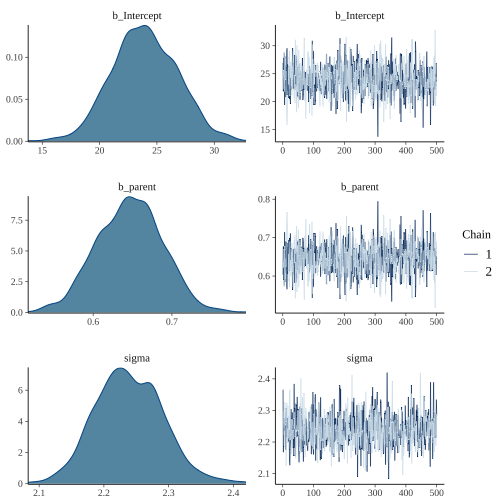 b_Intercept
0.10
0.05
0.00
15 20 25 30
b_Intercept
30
25
20
15
0 100 200 300 400 500
b_parent
7.5
5.0
2.5
0.0
0.6 0.7
b_parent
0.8
0.7
0.6
0 100 200 300 400 500
Chain
1
2
sigma
6
4
2
0
2.1 2.2 2.3 2.4
sigma
2.4
2.3
2.2
2.1
0 100 200 300 400 500